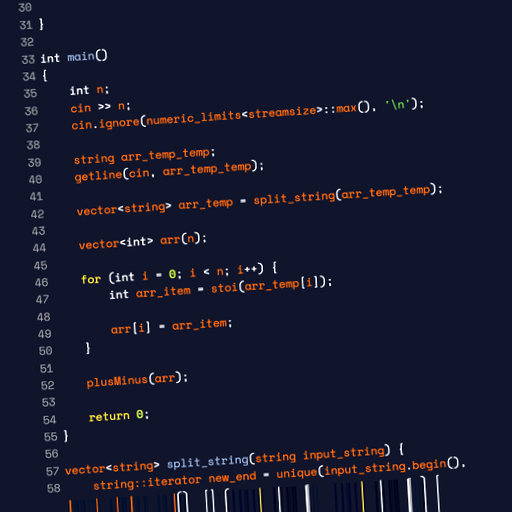 30
31 }
32
33 int main()
34 {
35     int n;
36     cin >> n;
37     cin.ignore(numeric_limits<streamsize>::max(), '\n');
38
39     string arr_temp_temp;
40     getline(cin, arr_temp_temp);
41
42     vector<string> arr_temp = split_string(arr_temp_temp);
43
44     vector<int> arr(n);
45
46     for (int i = 0; i < n; i++) {
47         int arr_item = stoi(arr_temp[i]);
48
49         arr[i] = arr_item;
50     }
51
52     plusMinus(arr);
53
54     return 0;
55 }
56
57 vector<string> split_string(string input_string) {
58     string::iterator new_end = unique(input_string.begin(),